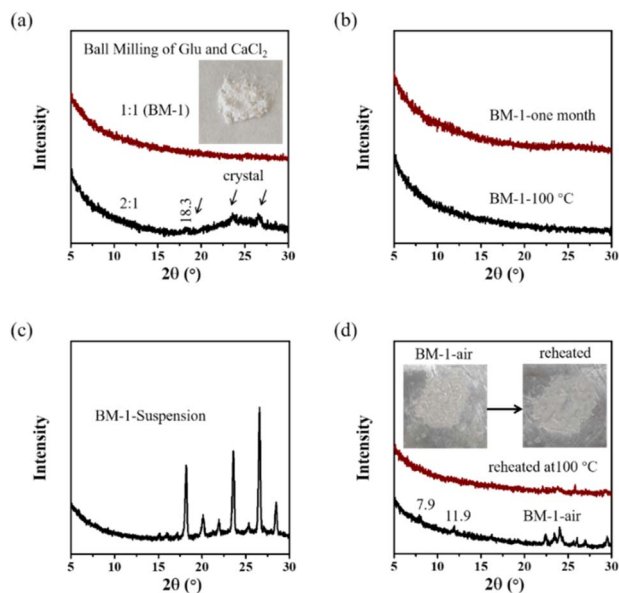 (a)
Ball Milling of Glu and CaCl₂
1:1 (BM-1)
crystal
2:1
18.3
Intensity
5 10 15 20 25 30
2θ (°)
(b)
BM-1-one month
BM-1-100 °C
Intensity
5 10 15 20 25 30
2θ (°)
(c)
BM-1-Suspension
Intensity
5 10 15 20 25 30
2θ (°)
(d)
BM-1-air reheated
reheated at100 °C
7.9
11.9
BM-1-air
Intensity
5 10 15 20 25 30
2θ (°)